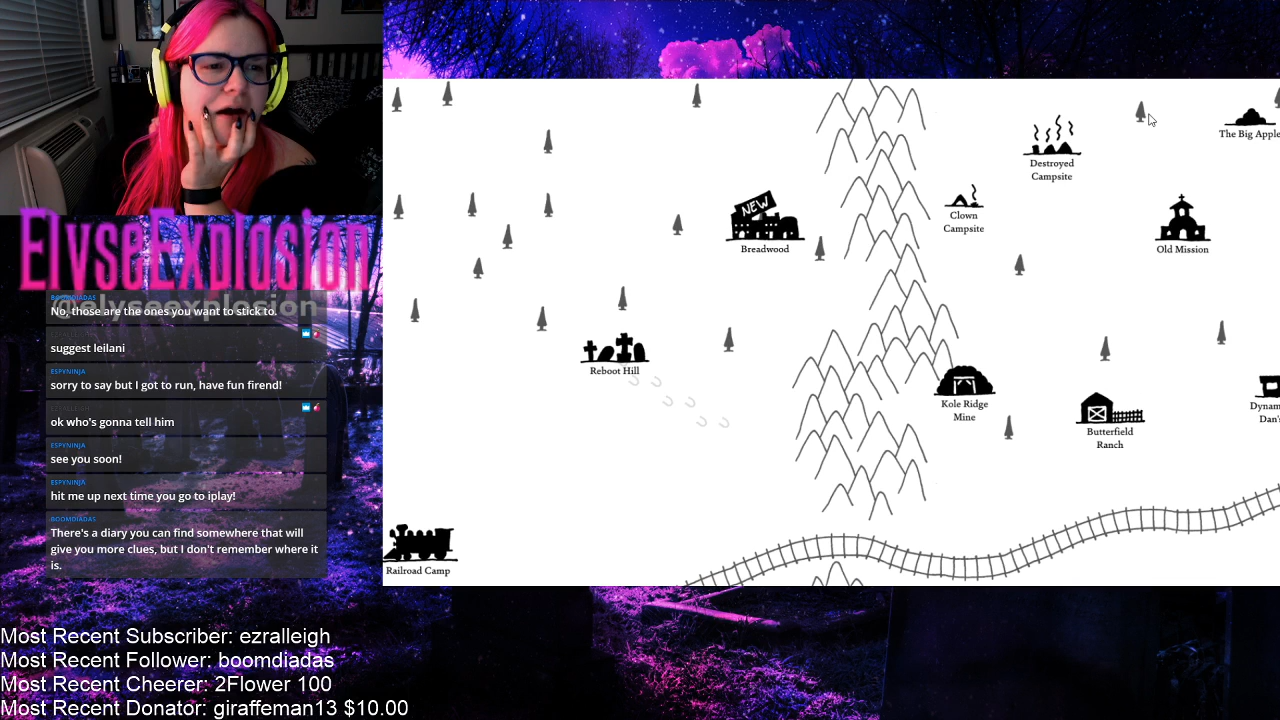 ElyseExplosion
@elyseexplosion
BOOMDIADAS
No, those are the ones you want to stick to.
EZRALLEIGH
suggest leilani
ESPYNINJA
sorry to say but I got to run, have fun firend!
EZRALLEIGH
ok who's gonna tell him
ESPYNINJA
see you soon!
ESPYNINJA
hit me up next time you go to iplay!
BOOMDIADAS
There's a diary you can find somewhere that will
give you more clues, but I don't remember where it
is.
Most Recent Subscriber: ezralleigh
Most Recent Follower: boomdiadas
Most Recent Cheerer: 2Flower 100
Most Recent Donator: giraffeman13 $10.00
The Big Apple
Destroyed
Campsite
Clown
Campsite
NEW
Breadwood
Old Mission
Reboot Hill
Kole Ridge
Mine
Butterfield
Ranch
Dynam
Dan's
Railroad Camp